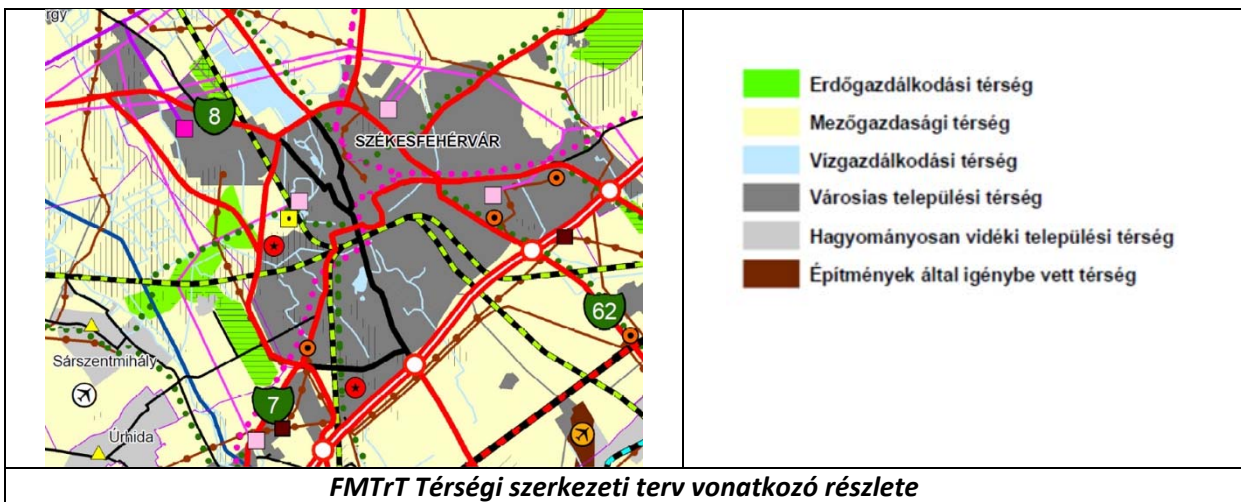 rgy
8
SZÉKESFEHÉRVÁR
62
Sárszentmihály
7
Úrhida
Erdőgazdálkodási térség
Mezőgazdasági térség
Vízgazdálkodási térség
Városias települési térség
Hagyományosan vidéki települési térség
Építmények által igénybe vett térség
FMTrT Térségi szerkezeti terv vonatkozó részlete